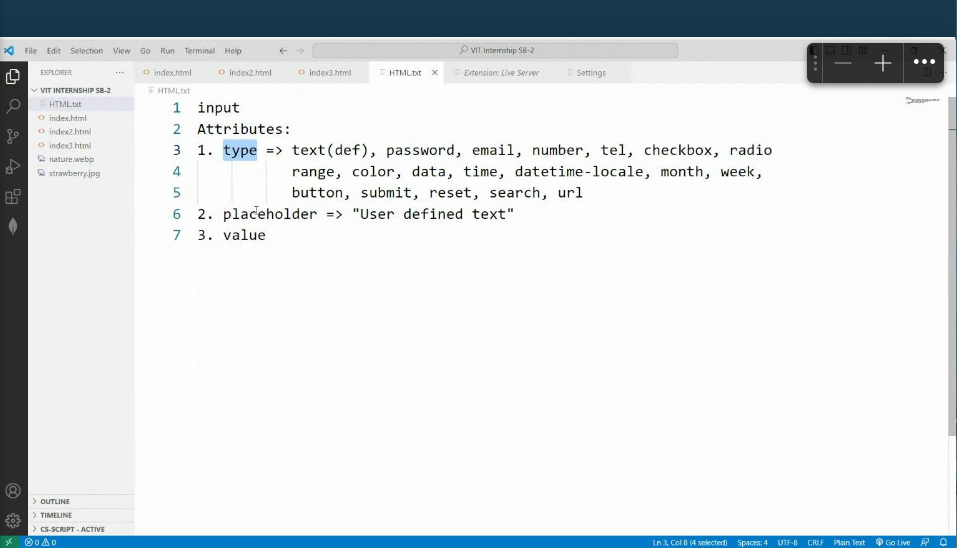 File Edit Selection View Go Run Terminal Help
VIT Internship SB-2
EXPLORER
VIT INTERNSHIP SB-2
HTML.txt
index.html
index2.html
index3.html
nature.webp
strawberry.jpg
OUTLINE
TIMELINE
CS-SCRIPT - ACTIVE
index.html index2.html index3.html HTML.txt Extension: Live Server Settings
HTML.txt
1 input
2 Attributes:
3 1. type => text(def), password, email, number, tel, checkbox, radio
4 range, color, data, time, datetime-locale, month, week,
5 button, submit, reset, search, url
6 2. placeholder => "User defined text"
7 3. value
0 0 Ln 3, Col 8 (4 selected) Spaces: 4 UTF-8 CRLF Plain Text Go Live